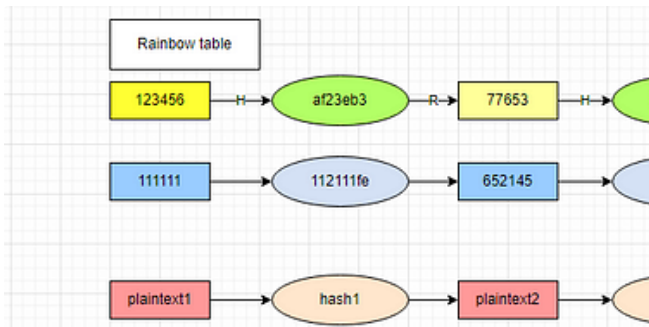 Rainbow table
123456 H af23eb3 R 77653 H
111111 112111fe 652145
plaintext1 hash1 plaintext2